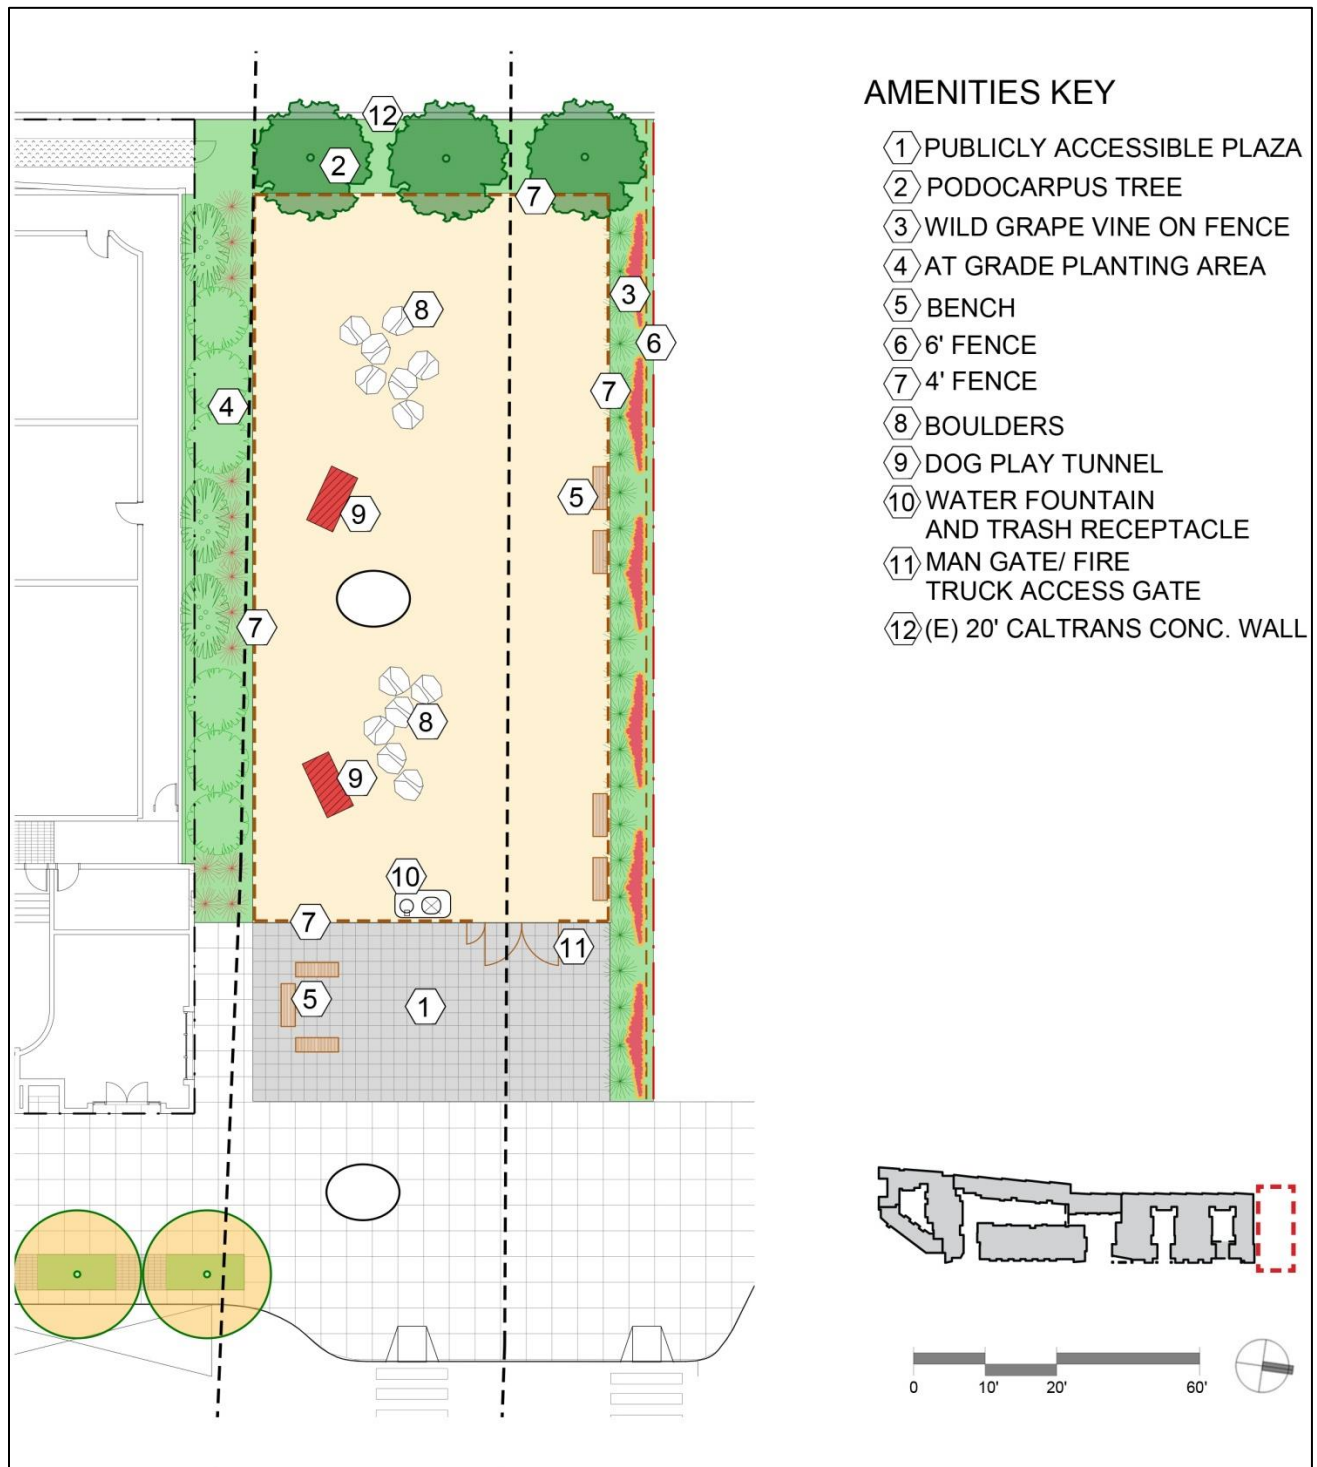 AMENITIES KEY
1 PUBLICLY ACCESSIBLE PLAZA
2 PODOCARPUS TREE
3 WILD GRAPE VINE ON FENCE
4 AT GRADE PLANTING AREA
5 BENCH
6 6' FENCE
7 4' FENCE
8 BOULDERS
9 DOG PLAY TUNNEL
10 WATER FOUNTAIN
AND TRASH RECEPTACLE
11 MAN GATE/ FIRE
TRUCK ACCESS GATE
12 (E) 20' CALTRANS CONC. WALL
12
2
7
3
8
6
7
4
5
9
7
8
9
10
7
11
5
1
0 10' 20' 60'